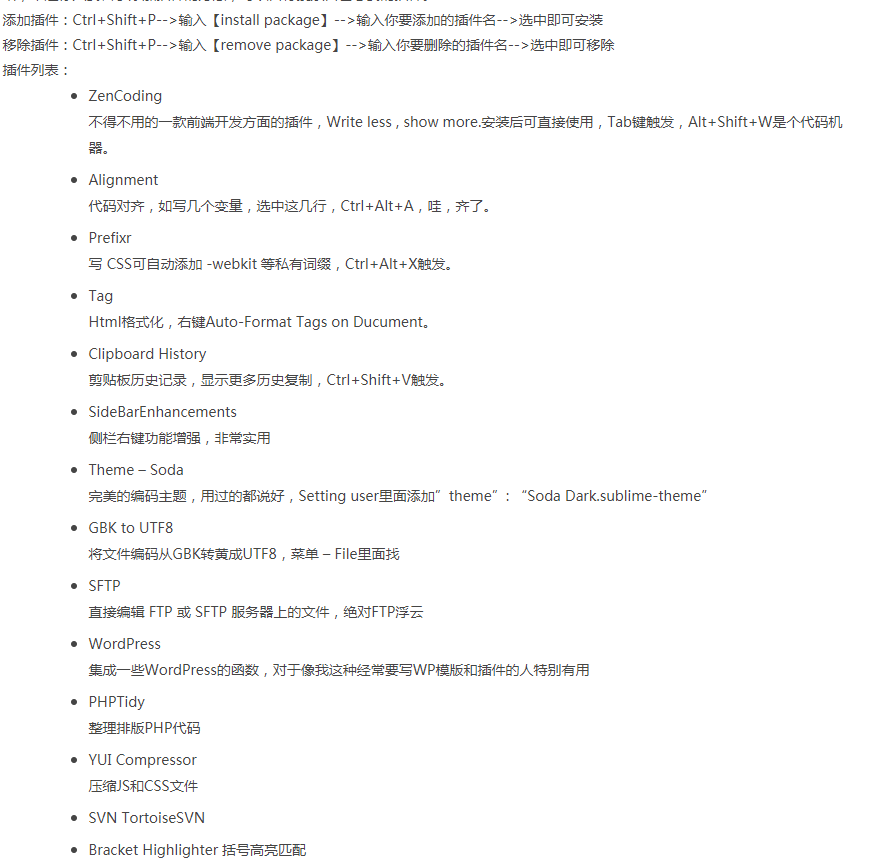 添加插件：Ctrl+Shift+P-->输入【install package】-->输入你要添加的插件名-->选中即可安装
移除插件：Ctrl+Shift+P-->输入【remove package】-->输入你要删除的插件名-->选中即可移除
插件列表：
ZenCoding
不得不用的一款前端开发方面的插件，Write less , show more.安装后可直接使用，Tab键触发，Alt+Shift+W是个代码机
器。
Alignment
代码对齐，如写几个变量，选中这几行，Ctrl+Alt+A，哇，齐了。
Prefixr
写 CSS可自动添加 -webkit 等私有词缀，Ctrl+Alt+X触发。
Tag
Html格式化，右键Auto-Format Tags on Ducument。
Clipboard History
剪贴板历史记录，显示更多历史复制，Ctrl+Shift+V触发。
SideBarEnhancements
侧栏右键功能增强，非常实用
Theme – Soda
完美的编码主题，用过的都说好，Setting user里面添加”theme”: “Soda Dark.sublime-theme”
GBK to UTF8
将文件编码从GBK转黄成UTF8，菜单 – File里面找
SFTP
直接编辑 FTP 或 SFTP 服务器上的文件，绝对FTP浮云
WordPress
集成一些WordPress的函数，对于像我这种经常要写WP模版和插件的人特别有用
PHPTidy
整理排版PHP代码
YUI Compressor
压缩JS和CSS文件
SVN TortoiseSVN
Bracket Highlighter 括号高亮匹配